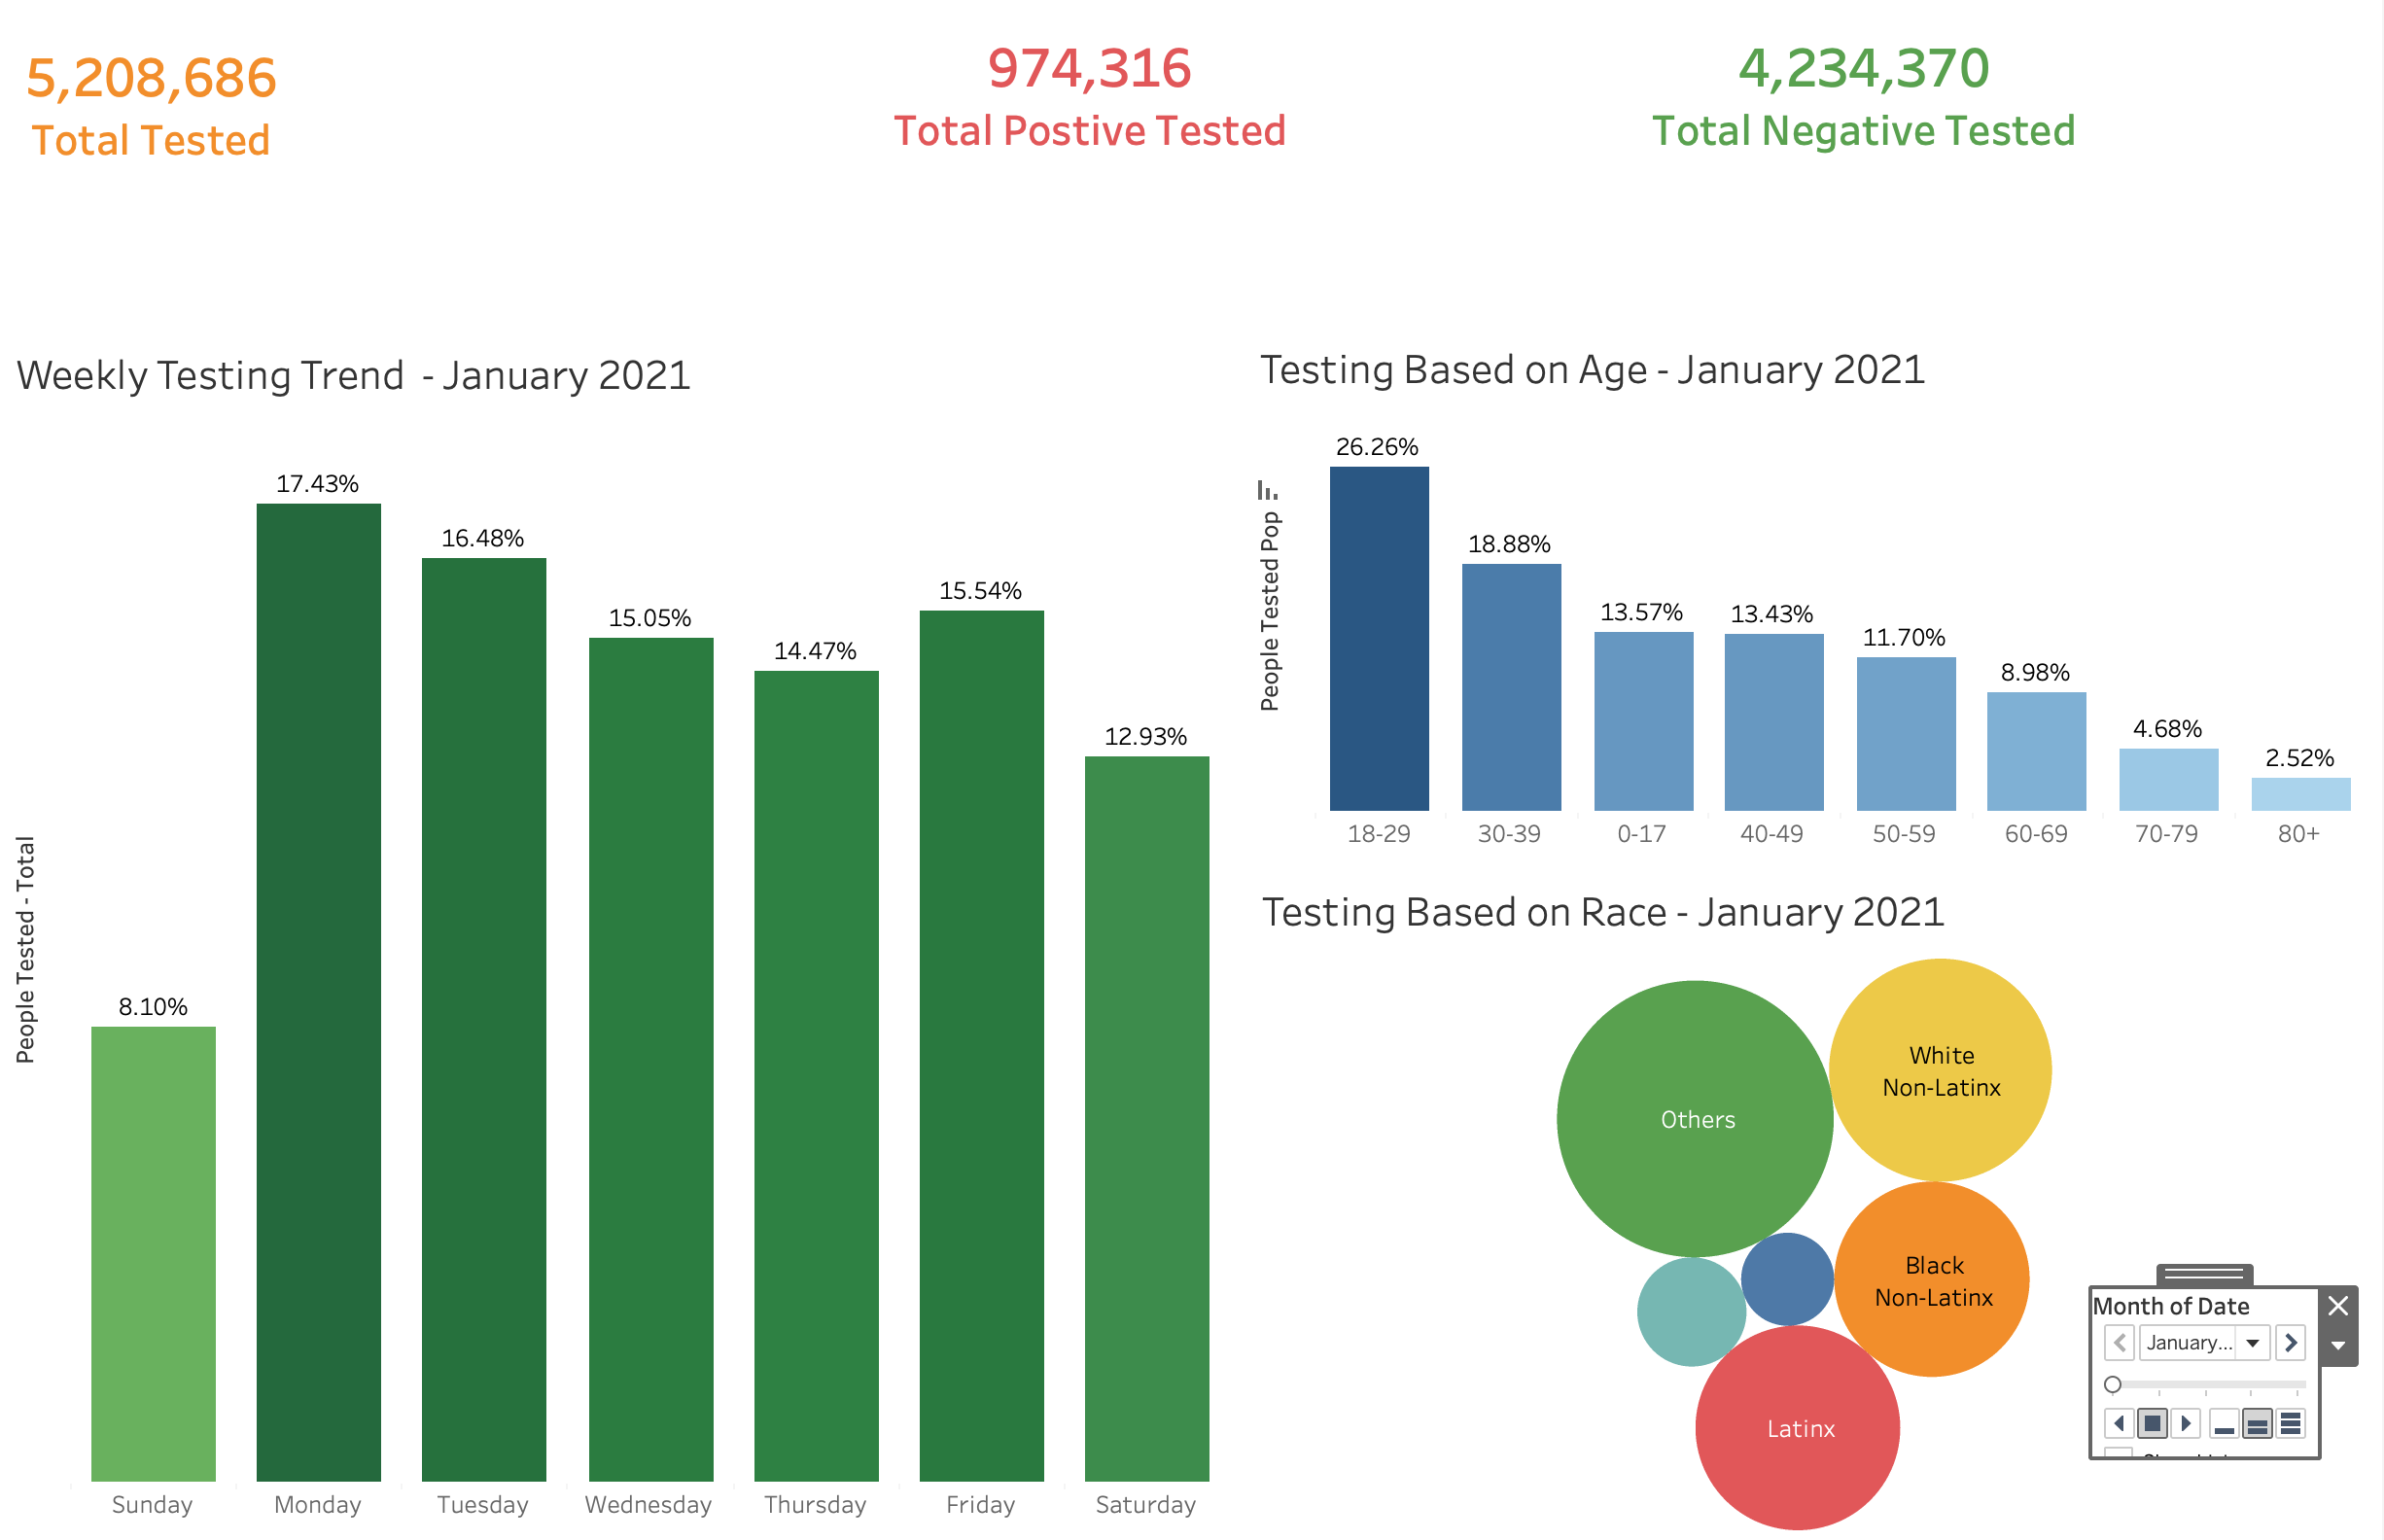 5,208,686
Total Tested
974,316
Total Postive Tested
4,234,370
Total Negative Tested
Weekly Testing Trend - January 2021
People Tested - Total
17.43%
16.48%
15.54%
15.05%
14.47%
12.93%
8.10%
Sunday Monday Tuesday Wednesday Thursday Friday Saturday
Testing Based on Age - January 2021
People Tested Pop
26.26%
18.88%
13.57%
13.43%
11.70%
8.98%
4.68%
2.52%
18-29 30-39 0-17 40-49 50-59 60-69 70-79 80+
Testing Based on Race - January 2021
White
Non-Latinx
Others
Black
Non-Latinx
Latinx
Month of Date
January...